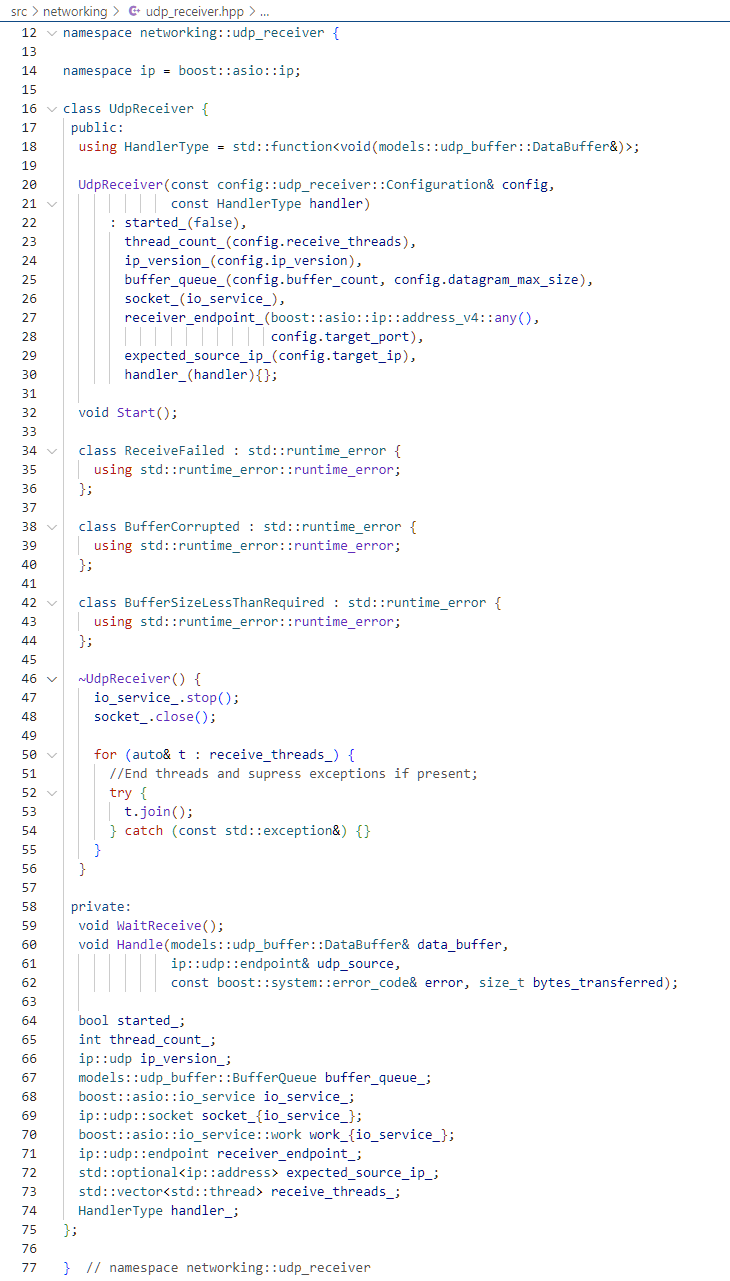 src > networking > udp_receiver.hpp > ...
12 namespace networking::udp_receiver {
13
14 namespace ip = boost::asio::ip;
15
16 class UdpReceiver {
17  public:
18   using HandlerType = std::function<void(models::udp_buffer::DataBuffer&)>;
19
20   UdpReceiver(const config::udp_receiver::Configuration& config,
21               const HandlerType handler)
22       : started_(false),
23         thread_count_(config.receive_threads),
24         ip_version_(config.ip_version),
25         buffer_queue_(config.buffer_count, config.datagram_max_size),
26         socket_(io_service_),
27         receiver_endpoint_(boost::asio::ip::address_v4::any(),
28                            config.target_port),
29         expected_source_ip_(config.target_ip),
30         handler_(handler){};
31
32   void Start();
33
34   class ReceiveFailed : std::runtime_error {
35     using std::runtime_error::runtime_error;
36   };
37
38   class BufferCorrupted : std::runtime_error {
39     using std::runtime_error::runtime_error;
40   };
41
42   class BufferSizeLessThanRequired : std::runtime_error {
43     using std::runtime_error::runtime_error;
44   };
45
46   ~UdpReceiver() {
47     io_service_.stop();
48     socket_.close();
49
50     for (auto& t : receive_threads_) {
51       //End threads and supress exceptions if present;
52       try {
53         t.join();
54       } catch (const std::exception&) {}
55     }
56   }
57
58  private:
59   void WaitReceive();
60   void Handle(models::udp_buffer::DataBuffer& data_buffer,
61               ip::udp::endpoint& udp_source,
62               const boost::system::error_code& error, size_t bytes_transferred);
63
64   bool started_;
65   int thread_count_;
66   ip::udp ip_version_;
67   models::udp_buffer::BufferQueue buffer_queue_;
68   boost::asio::io_service io_service_;
69   ip::udp::socket socket_{io_service_};
70   boost::asio::io_service::work work_{io_service_};
71   ip::udp::endpoint receiver_endpoint_;
72   std::optional<ip::address> expected_source_ip_;
73   std::vector<std::thread> receive_threads_;
74   HandlerType handler_;
75 };
76
77 }  // namespace networking::udp_receiver